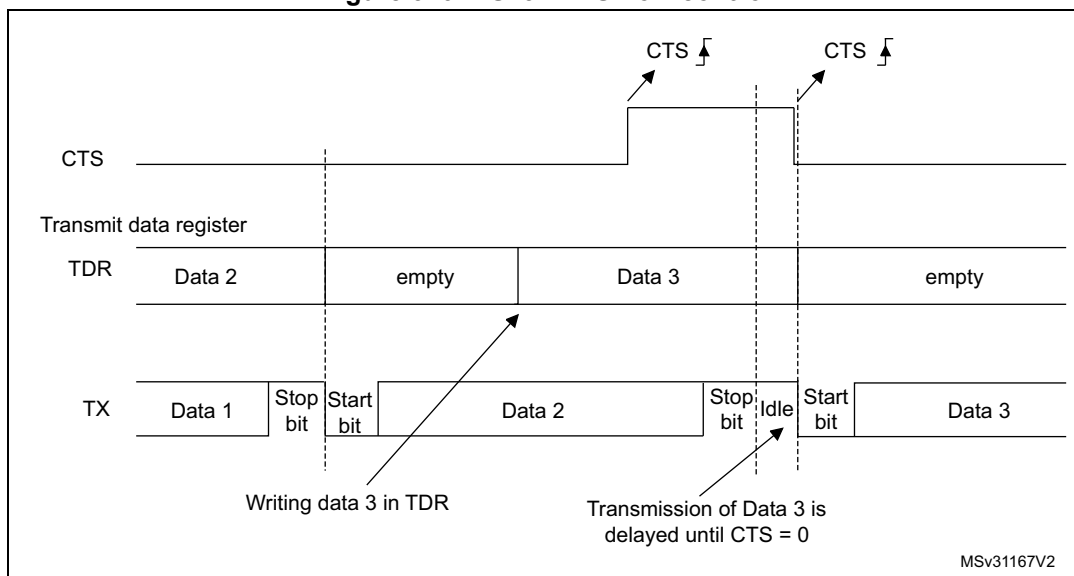 CTS CTS
CTS
Transmit data register
TDR Data 2 empty Data 3 empty
TX Data 1 Stop bit Start bit Data 2 Stop bit Idle Start bit Data 3
Writing data 3 in TDR
Transmission of Data 3 is
delayed until CTS = 0
MSv31167V2